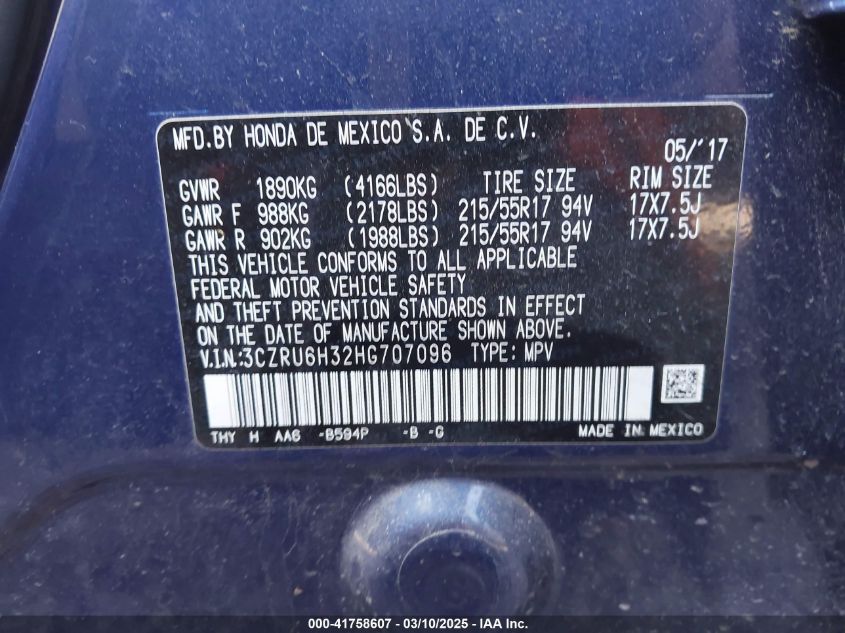 MFD.BY HONDA DE MEXICO S.A. DE C.V.
05/'17
GVWR 1890KG (4166LBS) TIRE SIZE RIM SIZE
GAWR F 988KG (2178LBS) 215/55R17 94V 17X7.5J
GAWR R 902KG (1988LBS) 215/55R17 94V 17X7.5J
THIS VEHICLE CONFORMS TO ALL APPLICABLE
FEDERAL MOTOR VEHICLE SAFETY
AND THEFT PREVENTION STANDARDS IN EFFECT
ON THE DATE OF MANUFACTURE SHOWN ABOVE.
V.I.N.:3CZRU6H32HG707096 TYPE: MPV
THY H AA6 -B594P -B -G MADE IN MEXICO
000-41758607 - 03/10/2025 - IAA Inc.